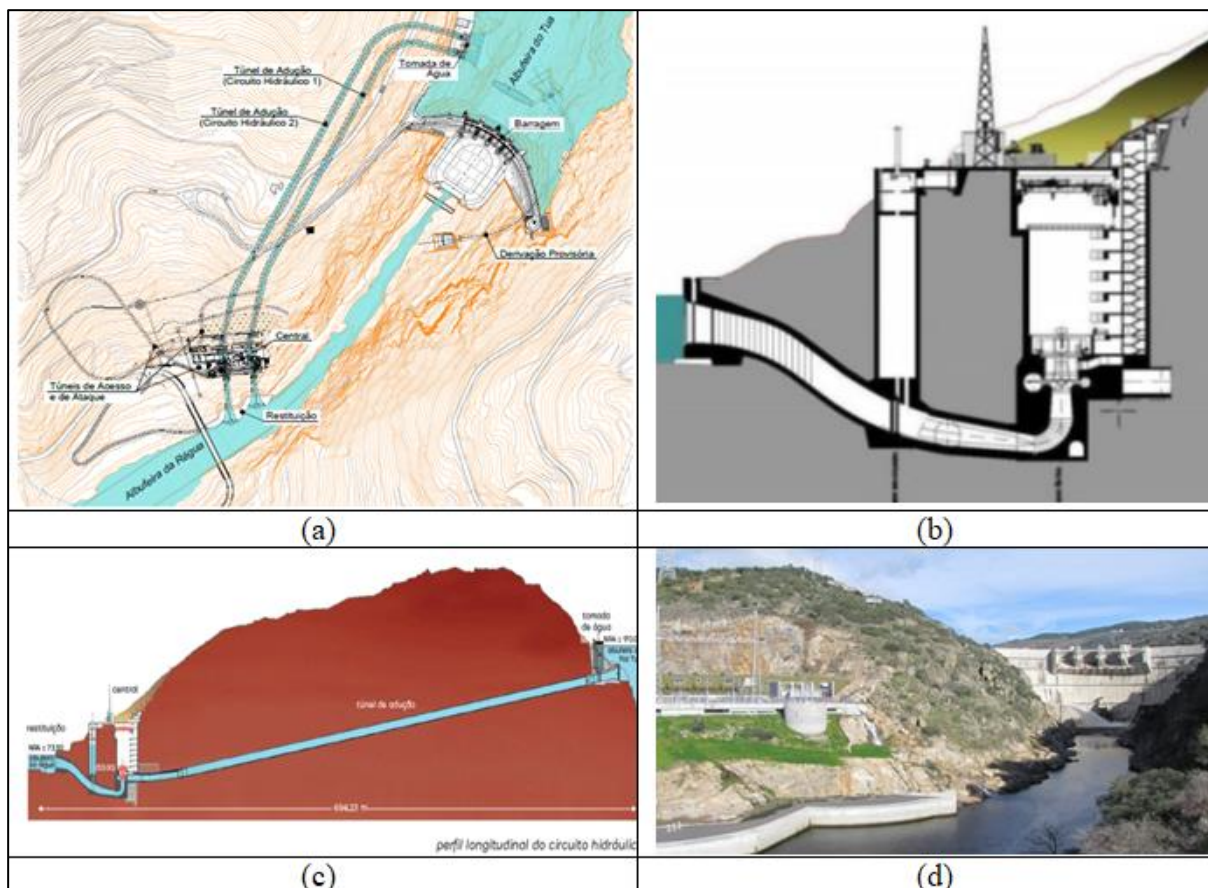 Túnel de Adução
(Circuito Hidráulico 1)
Túnel de Adução
(Circuito Hidráulico 2)
Tomada de
Água
Albufeira do Tua
Barragem
Derivação Provisória
Central
Túneis de Acesso
e de Ataque
Restituição
Albufeira da Régua
(a)
(b)
tomada
de água
central
túnel de adução
restituição
perfil longitudinal do circuito hidráulic
(c)
(d)